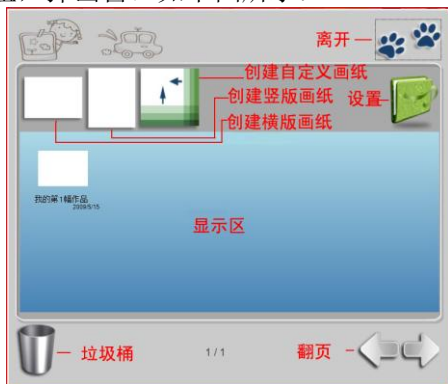 离开
创建自定义画纸
创建竖版画纸
设置
创建横版画纸
我的第1幅作品
2009/5/15
显示区
垃圾桶
1/1
翻页